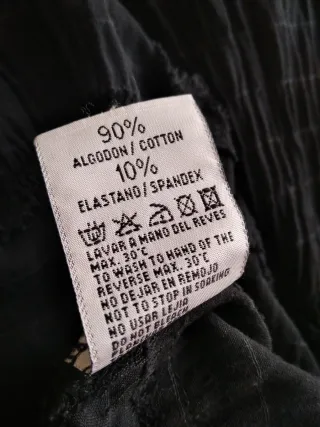 90%
ALGODON / COTTON
10%
ELASTANO / SPANDEX
LAVAR A MANO DEL REVES
MAX. 30°C
TO WASH TO HAND OF THE
REVERSE MAX. 30°C
NO DEJAR EN REMOJO
NOT TO STOP IN SOAKING
NO USAR LEJIA
DO NOT BLEACH